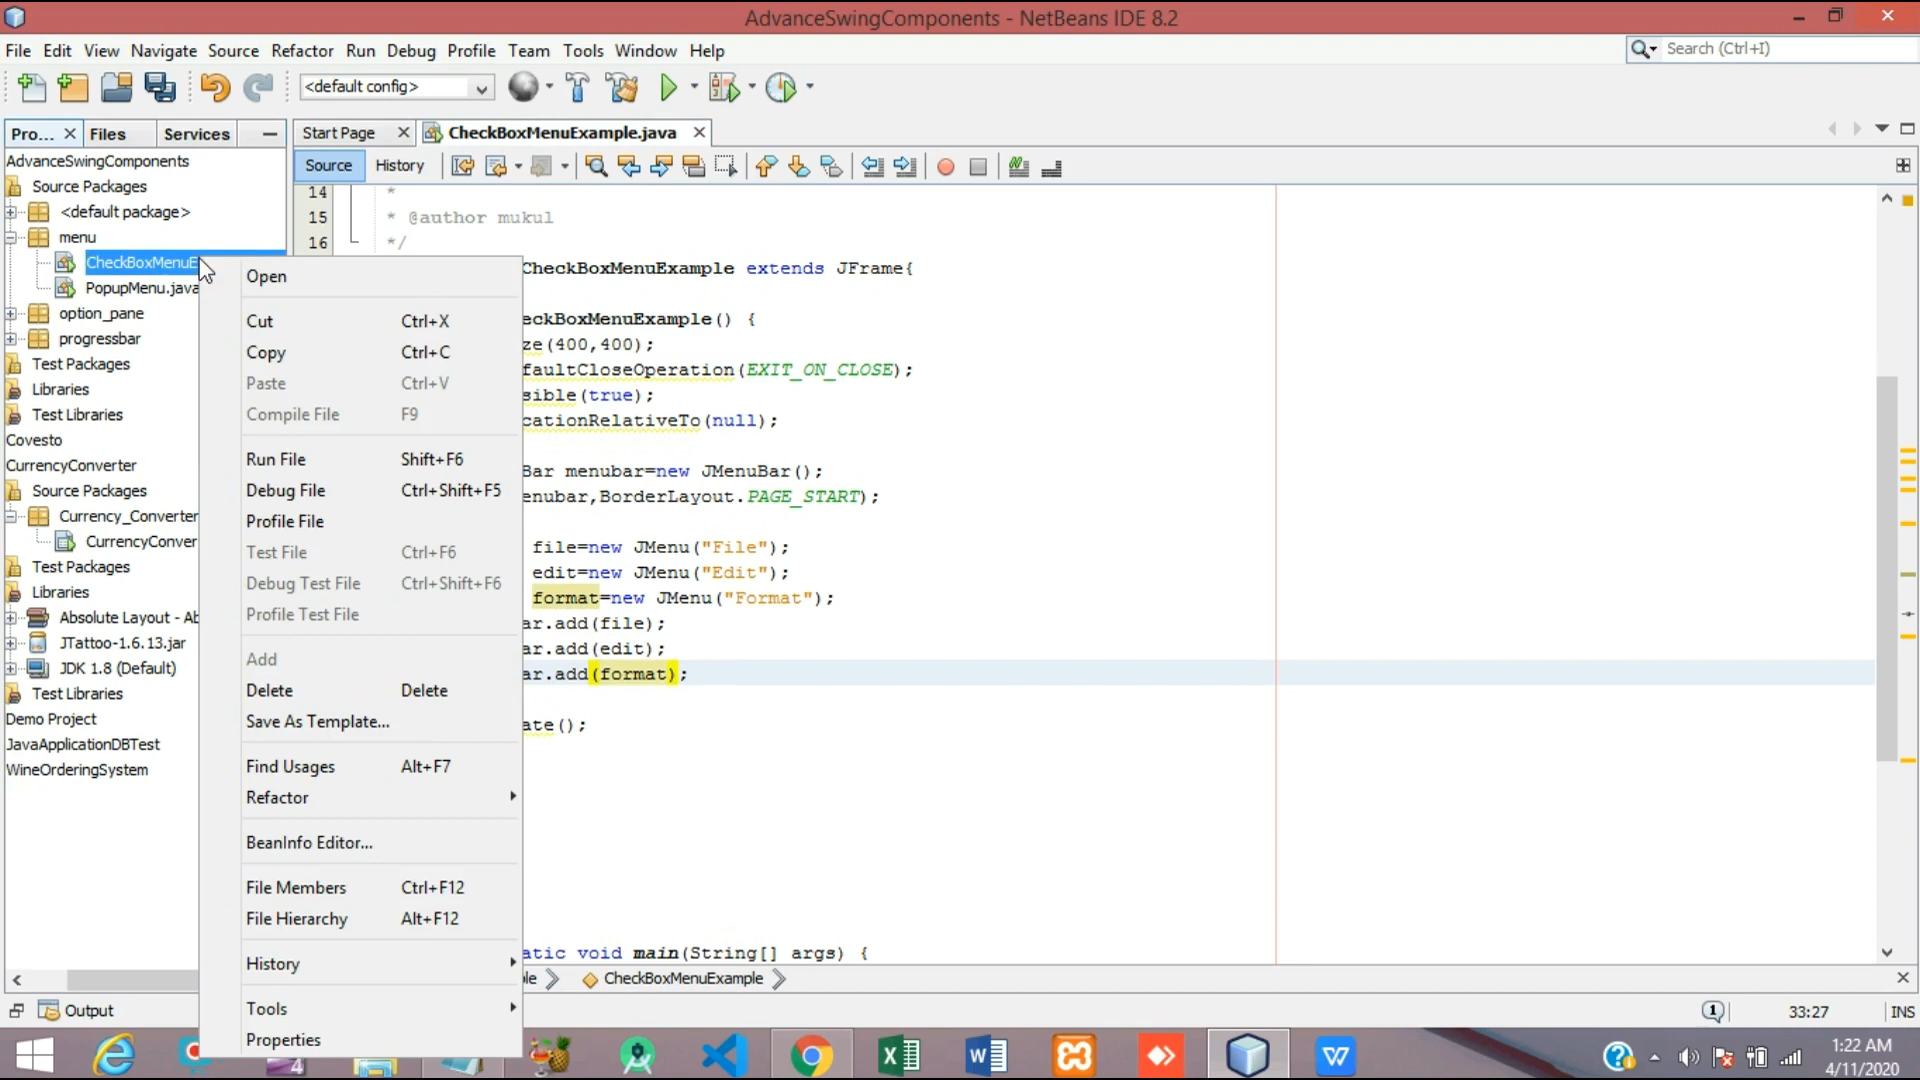 AdvanceSwingComponents - NetBeans IDE 8.2
File Edit View Navigate Source Refactor Run Debug Profile Team Tools Window Help
Search (Ctrl+I)
<default config>
Pro... Files Services
Start Page CheckBoxMenuExample.java
Source History
AdvanceSwingComponents
Source Packages
<default package>
menu
CheckBoxMenuE
PopupMenu.java
option_pane
progressbar
Test Packages
Libraries
Test Libraries
Covesto
CurrencyConverter
Source Packages
Currency_Converter
CurrencyConver
Test Packages
Libraries
Absolute Layout - Ab
JTattoo-1.6.13.jar
JDK 1.8 (Default)
Test Libraries
Demo Project
JavaApplicationDBTest
WineOrderingSystem
Open
Cut Ctrl+X
Copy Ctrl+C
Paste Ctrl+V
Compile File F9
Run File Shift+F6
Debug File Ctrl+Shift+F5
Profile File
Test File Ctrl+F6
Debug Test File Ctrl+Shift+F6
Profile Test File
Add
Delete Delete
Save As Template...
Find Usages Alt+F7
Refactor
BeanInfo Editor...
File Members Ctrl+F12
File Hierarchy Alt+F12
History
Tools
Properties
14 *
15 * @author mukul
16 */
CheckBoxMenuExample extends JFrame{
eckBoxMenuExample() {
ze(400,400);
faultCloseOperation(EXIT_ON_CLOSE);
sible(true);
cationRelativeTo(null);
Bar menubar=new JMenuBar();
enubar,BorderLayout.PAGE_START);
file=new JMenu("File");
edit=new JMenu("Edit");
format=new JMenu("Format");
ar.add(file);
ar.add(edit);
ar.add(format);
ate();
atic void main(String[] args) {
le CheckBoxMenuExample
Output
1 33:27 INS
1:22 AM
4/11/2020